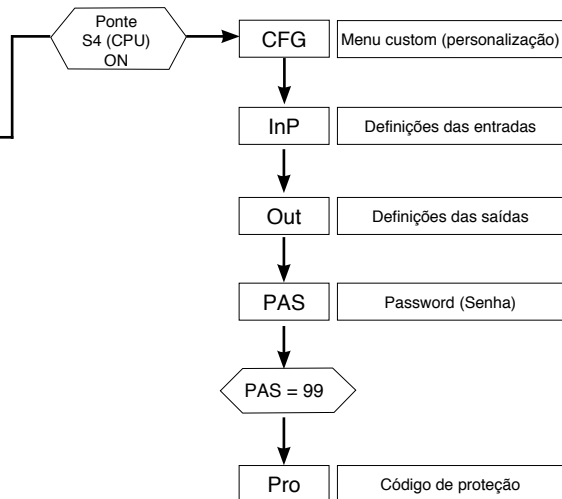 Ponte
S4 (CPU)
ON
CFG
Menu custom (personalização)
InP
Definições das entradas
Out
Definições das saídas
PAS
Password (Senha)
PAS = 99
Pro
Código de proteção